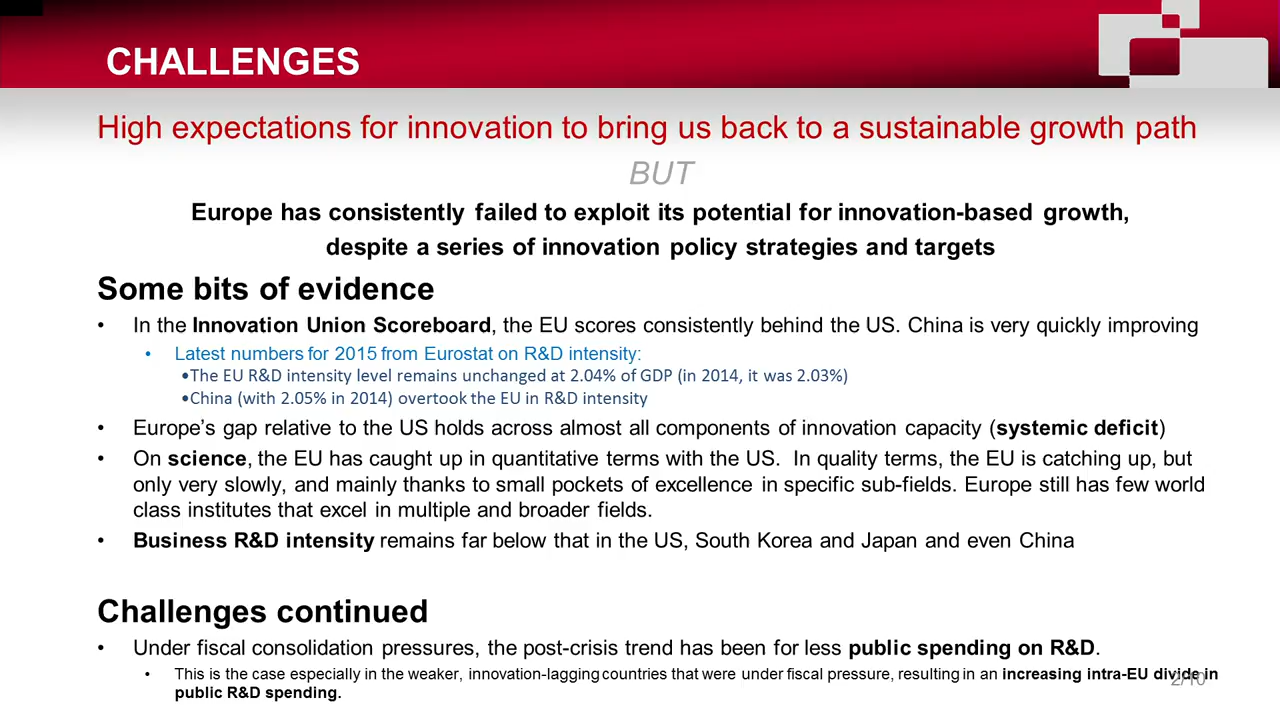 CHALLENGES
High expectations for innovation to bring us back to a sustainable growth path
BUT
Europe has consistently failed to exploit its potential for innovation-based growth,
despite a series of innovation policy strategies and targets
Some bits of evidence
• In the Innovation Union Scoreboard, the EU scores consistently behind the US. China is very quickly improving
• Latest numbers for 2015 from Eurostat on R&D intensity:
•The EU R&D intensity level remains unchanged at 2.04% of GDP (in 2014, it was 2.03%)
•China (with 2.05% in 2014) overtook the EU in R&D intensity
• Europe’s gap relative to the US holds across almost all components of innovation capacity (systemic deficit)
• On science, the EU has caught up in quantitative terms with the US. In quality terms, the EU is catching up, but
only very slowly, and mainly thanks to small pockets of excellence in specific sub-fields. Europe still has few world
class institutes that excel in multiple and broader fields.
• Business R&D intensity remains far below that in the US, South Korea and Japan and even China
Challenges continued
• Under fiscal consolidation pressures, the post-crisis trend has been for less public spending on R&D.
• This is the case especially in the weaker, innovation-lagging countries that were under fiscal pressure, resulting in an increasing intra-EU divide in
public R&D spending.
2/10